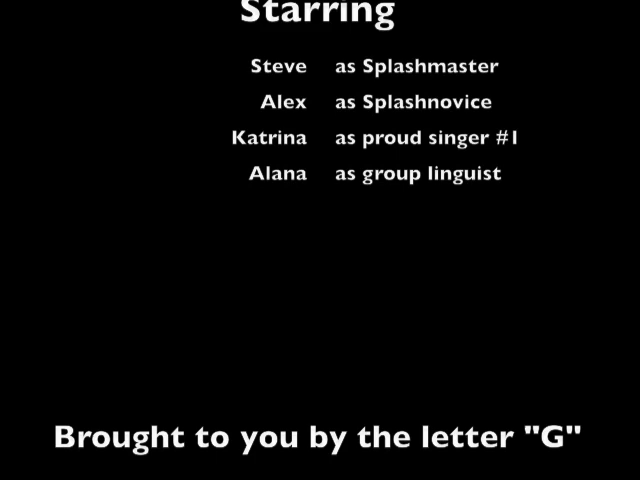 Starring
Steve as Splashmaster
Alex as Splashnovice
Katrina as proud singer #1
Alana as group linguist
Brought to you by the letter "G"